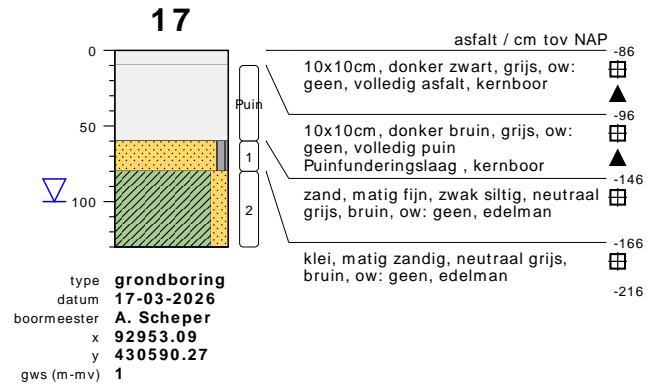 17
asfalt / cm tov NAP
0
-86
10x10cm, donker zwart, grijs, ow:
geen, volledig asfalt, kernboor
Puin
50
-96
10x10cm, donker bruin, grijs, ow:
geen, volledig puin
Puinfunderingslaag , kernboor
1
-146
zand, matig fijn, zwak siltig, neutraal
grijs, bruin, ow: geen, edelman
100
2
-166
klei, matig zandig, neutraal grijs,
bruin, ow: geen, edelman
-216
type grondboring
datum 17-03-2026
boormeester A. Scheper
x 92953.09
y 430590.27
gws (m-mv) 1